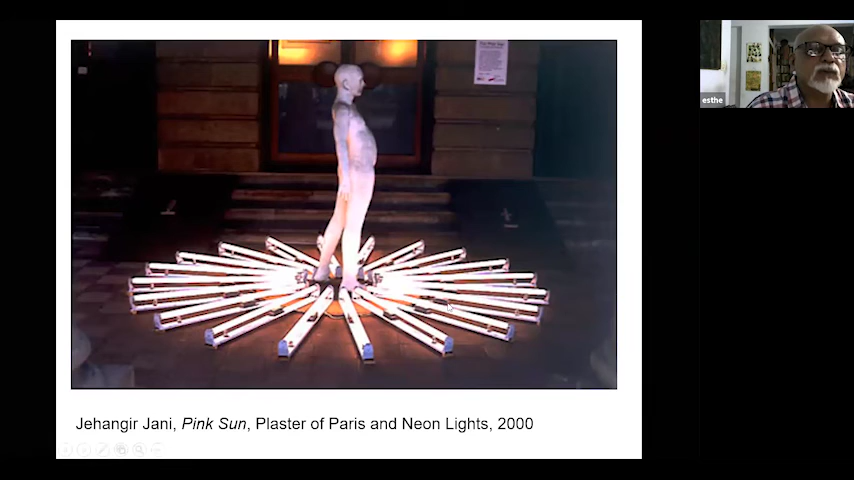 Jehangir Jani, Pink Sun, Plaster of Paris and Neon Lights, 2000
esthe